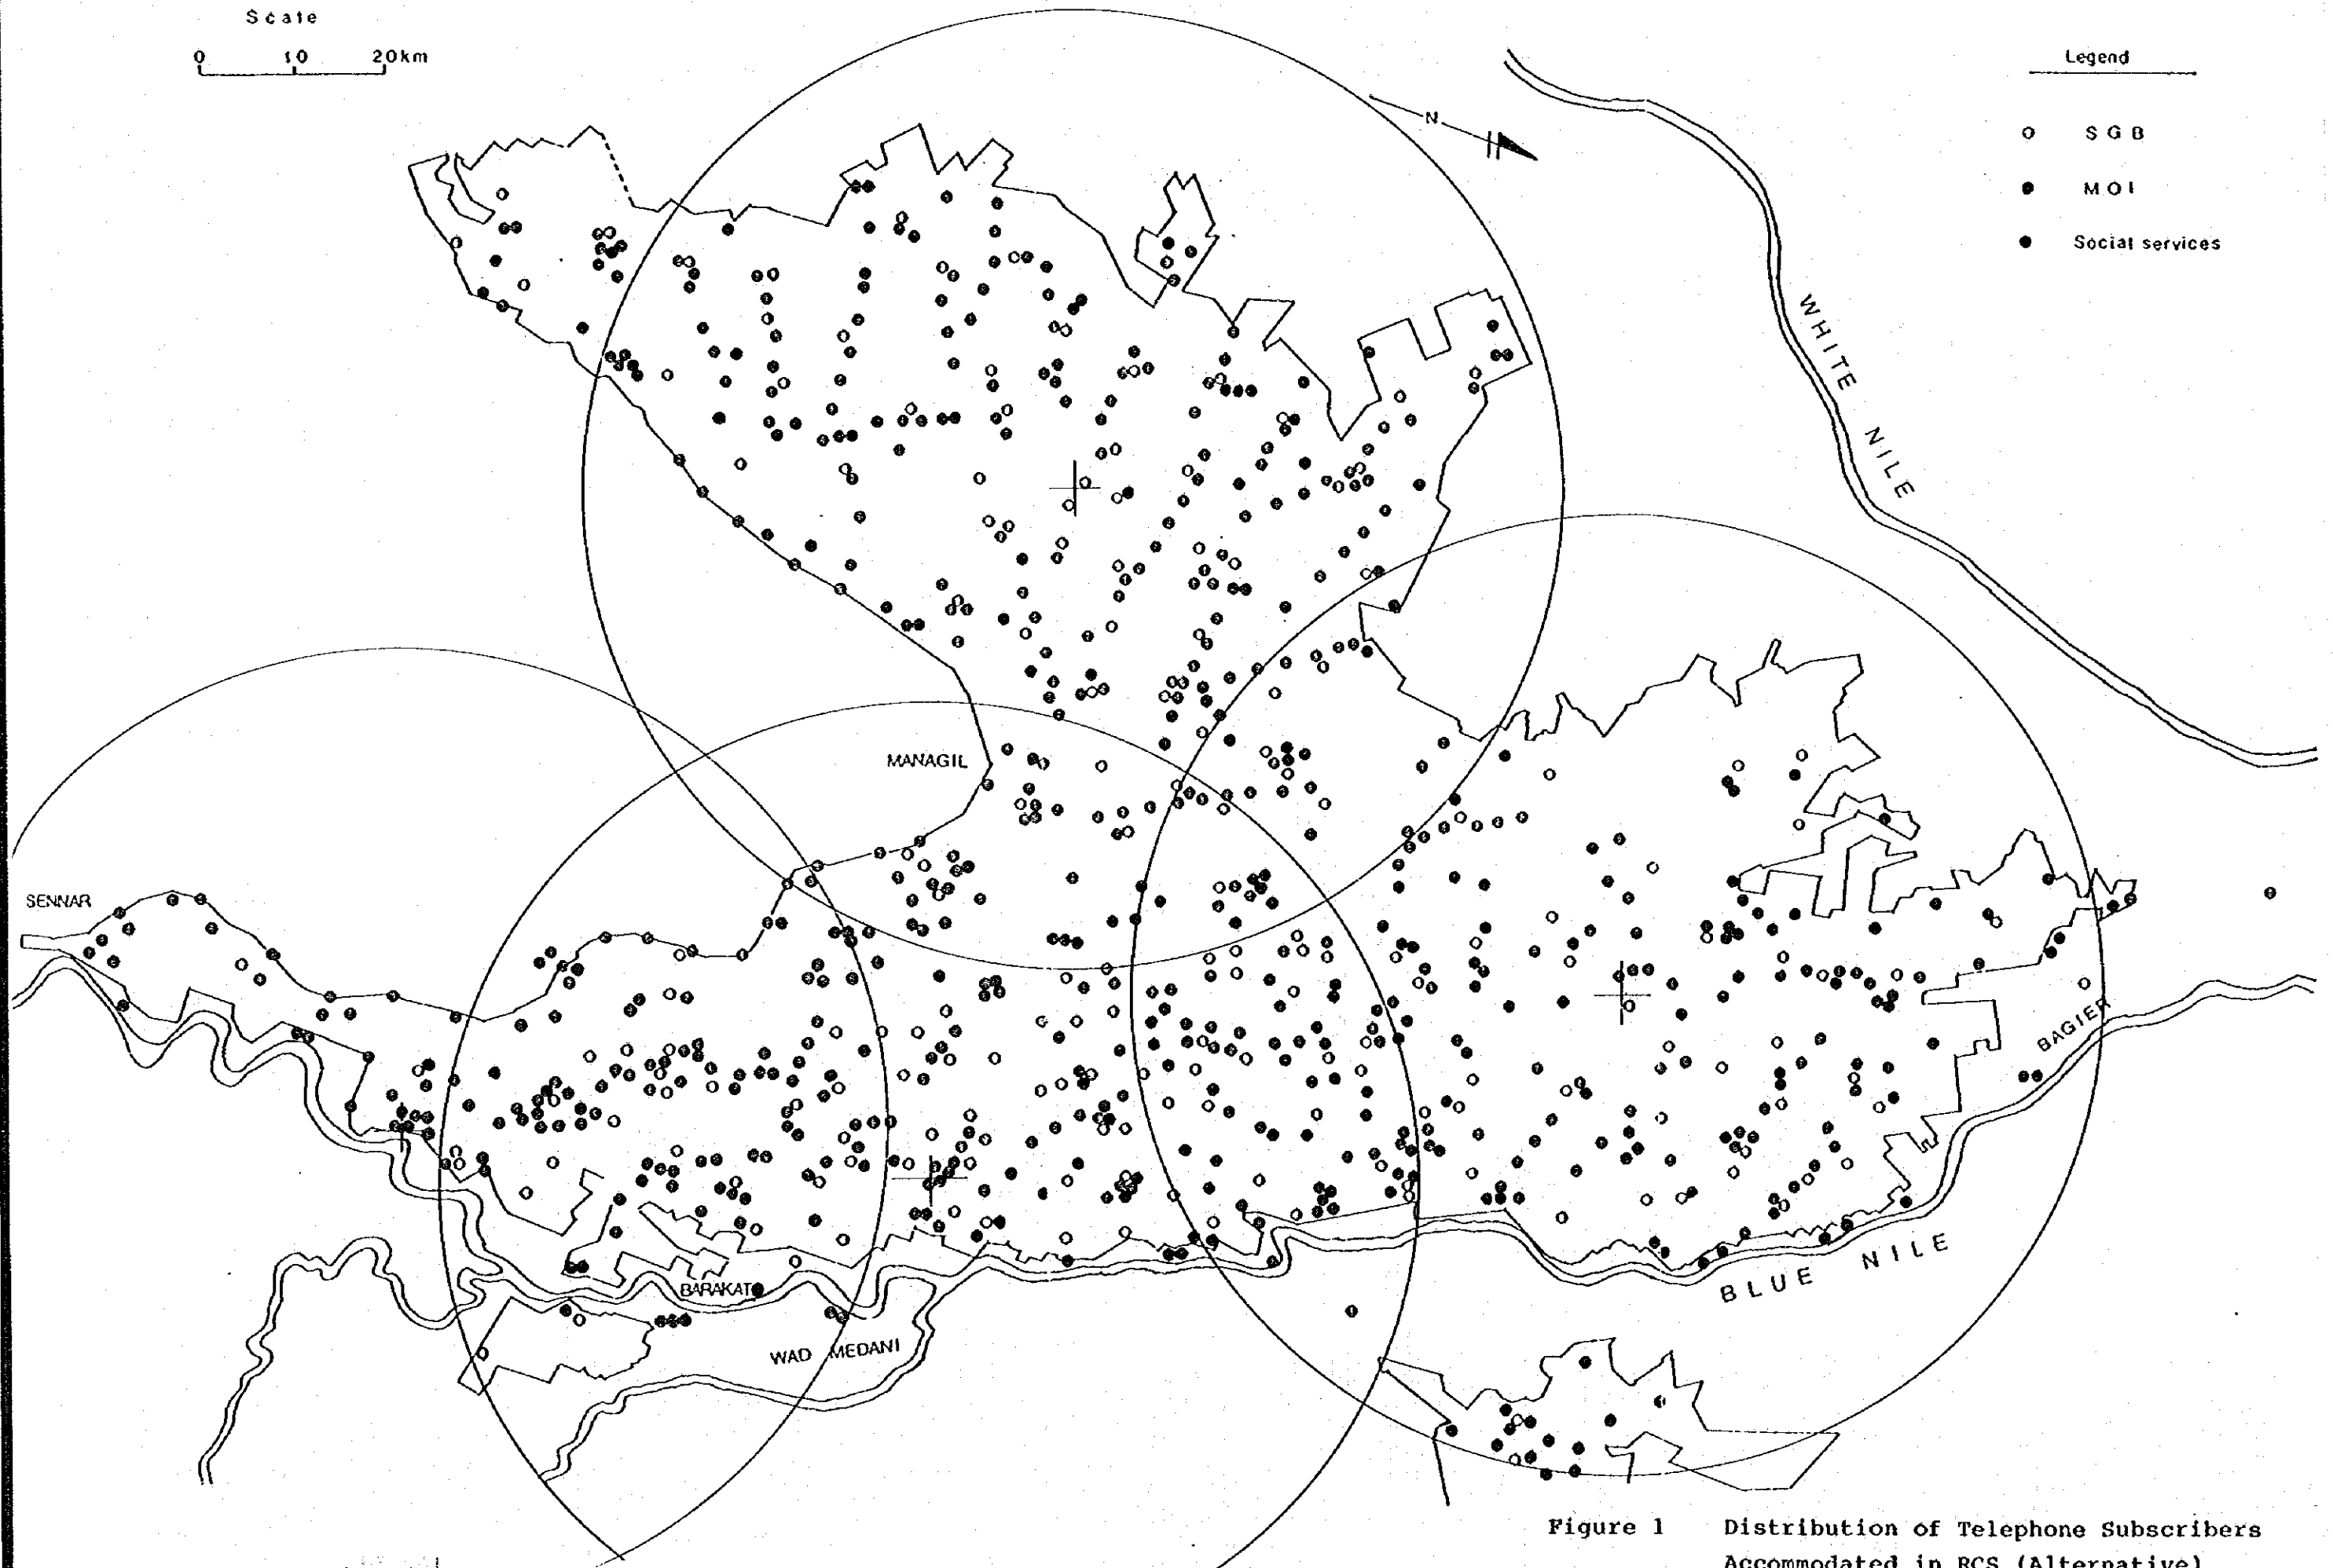 Scale
0 10 20km
Legend
SGB
MOI
Social services
N
WHITE NILE
MANAGIL
SENNAR
BAGIER
BARAKAT
BLUE NILE
WAD MEDANI
Figure 1 Distribution of Telephone Subscribers
Accommodated in RCS (Alternative)